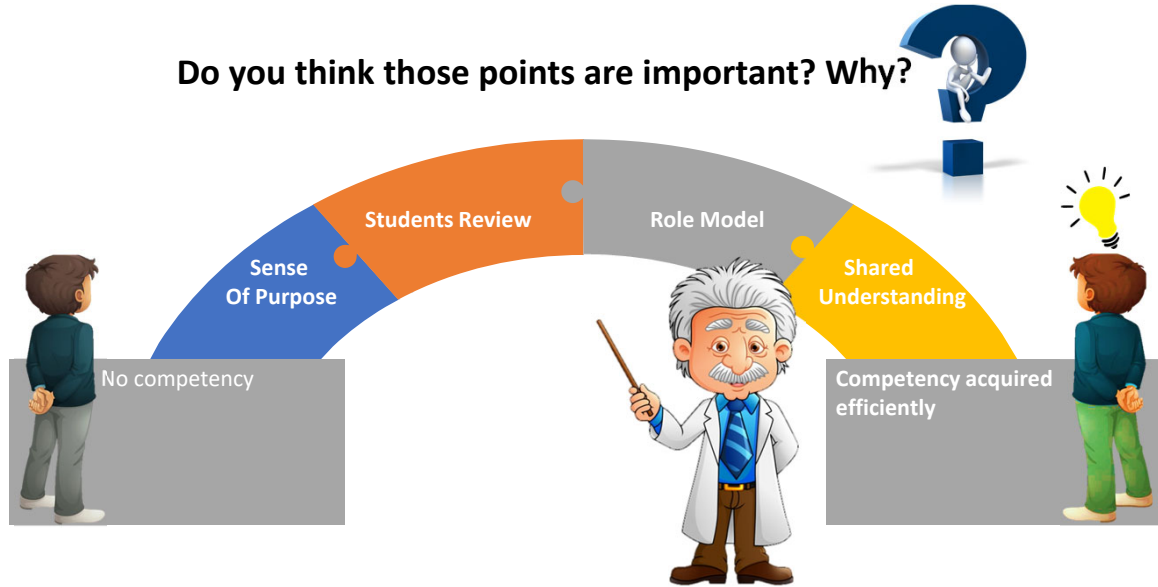 Do you think those points are important? Why?
Students Review
Role Model
Sense
Of Purpose
Shared
Understanding
No competency
Competency acquired
efficiently